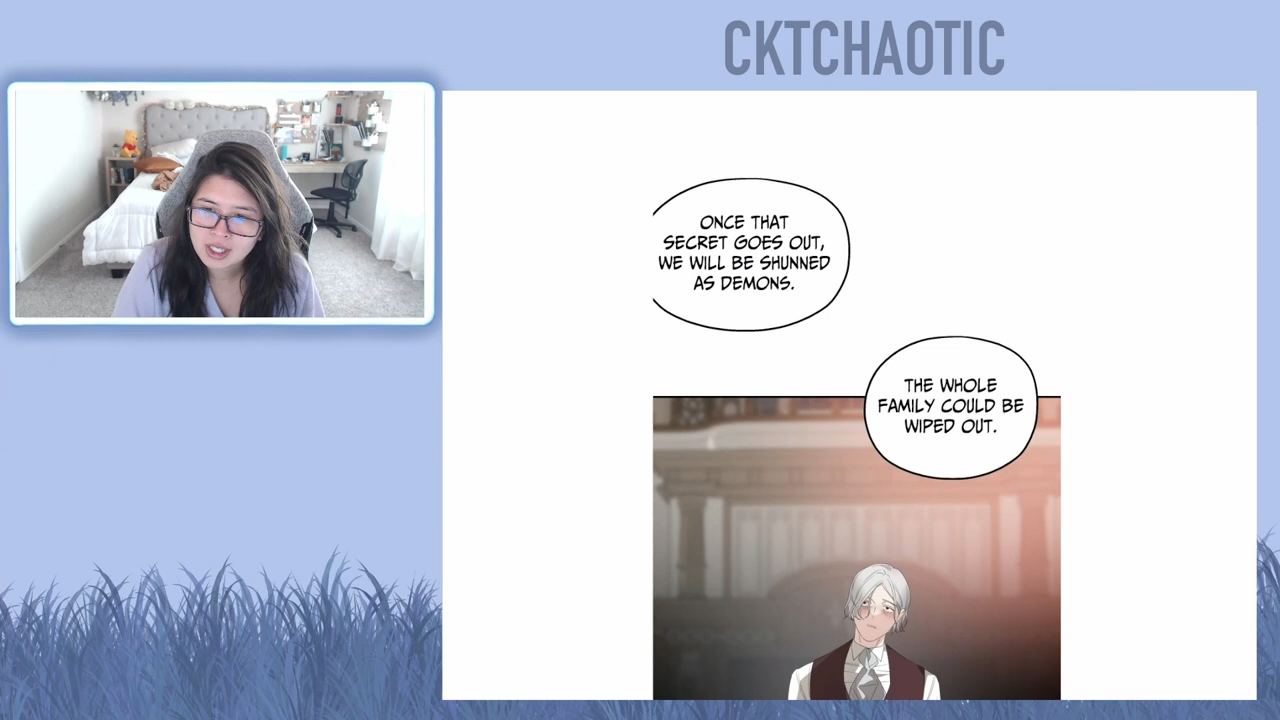 CKTCHAOTIC
ONCE THAT
SECRET GOES OUT,
WE WILL BE SHUNNED
AS DEMONS.
THE WHOLE
FAMILY COULD BE
WIPED OUT.